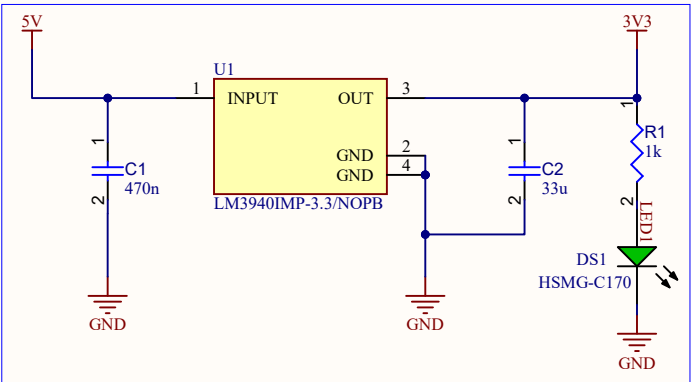 5V
3V3
U1
1
INPUT
OUT
3
GND
2
GND
4
LM3940IMP-3.3/NOPB
1
C1
470n
2
1
C2
33u
2
1
R1
1k
2
LED1
DS1
HSMG-C170
GND
GND
GND